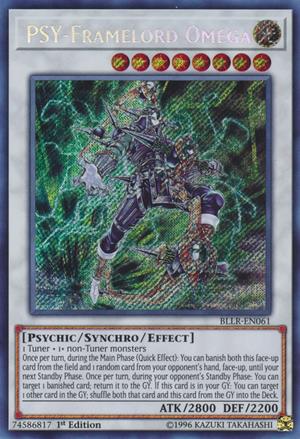 PSY-Framelord Omega
BLLR-EN061
[Psychic/Synchro/Effect]
1 Tuner + 1+ non-Tuner monsters
Once per turn, during the Main Phase (Quick Effect): You can banish both this face-up
card from the field and 1 random card from your opponent's hand, face-up, until your
next Standby Phase. Once per turn, during your opponent's Standby Phase: You can
target 1 banished card; return it to the GY. If this card is in your GY: You can target
1 other card in the GY; shuffle both that card and this card from the GY into the Deck.
ATK/2800 DEF/2200
74586817 1st Edition ©1996 KAZUKI TAKAHASHI